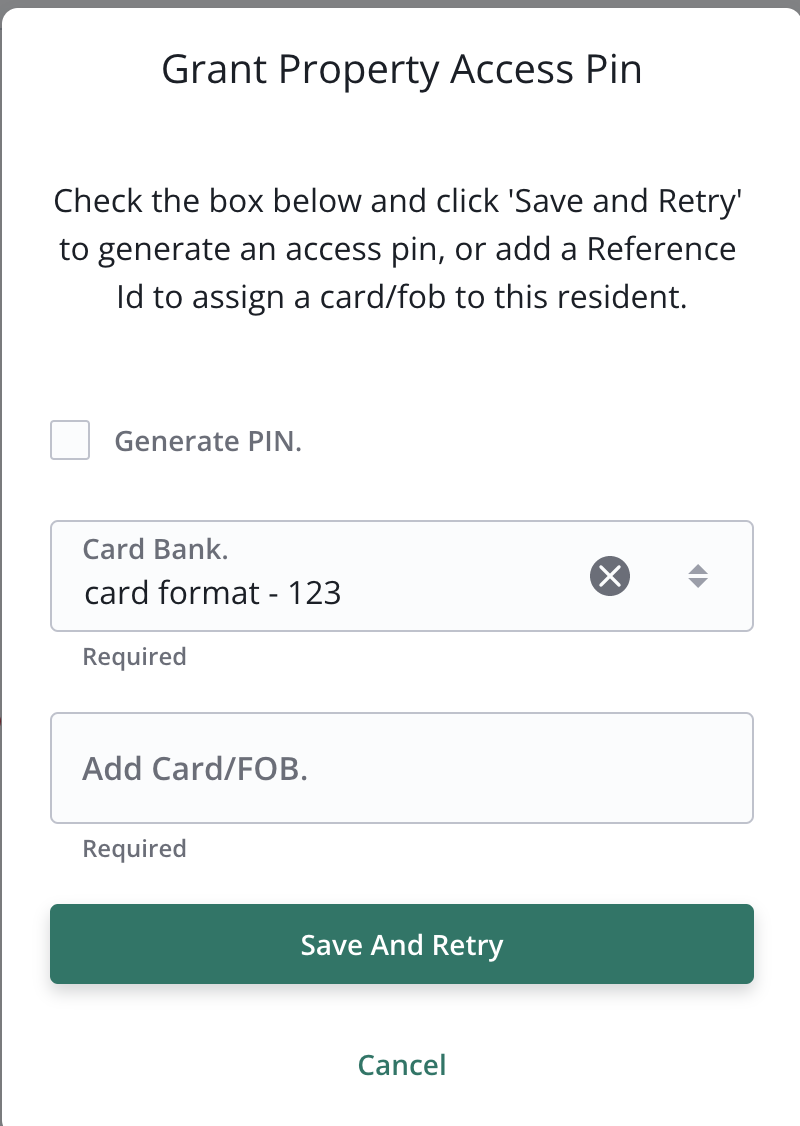 Grant Property Access Pin
Check the box below and click 'Save and Retry'
to generate an access pin, or add a Reference
Id to assign a card/fob to this resident.
Generate PIN.
Card Bank.
card format - 123
Required
Add Card/FOB.
Required
Save And Retry
Cancel